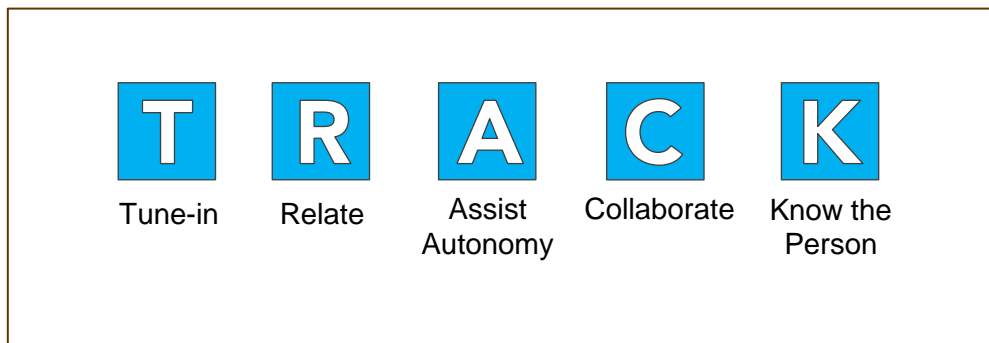 T R A C K
Tune-in Relate Assist Autonomy Collaborate Know the Person